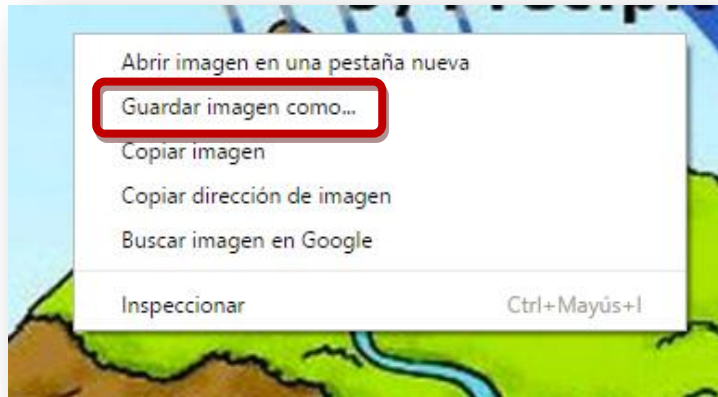 Abrir imagen en una pestaña nueva
Guardar imagen como...
Copiar imagen
Copiar dirección de imagen
Buscar imagen en Google
Inspeccionar Ctrl+Mayús+I